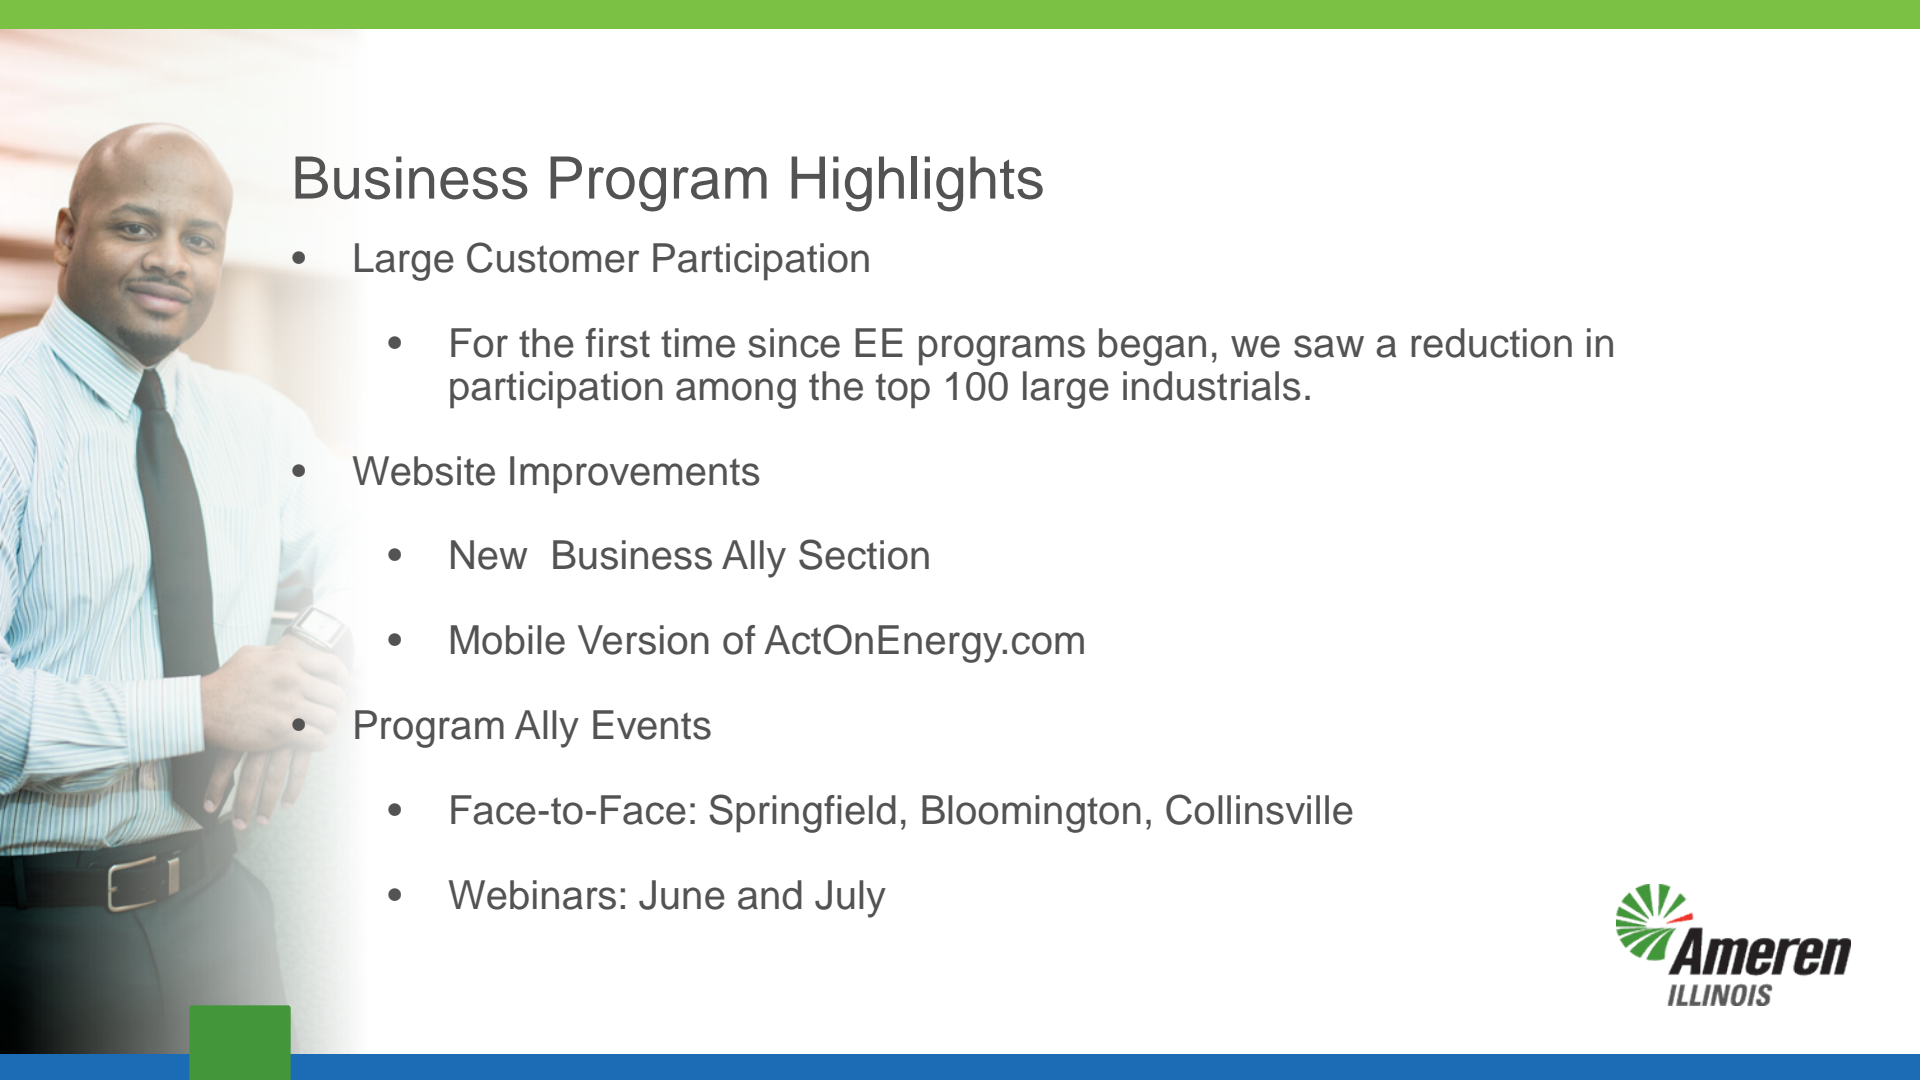 Business Program Highlights
• Large Customer Participation
• For the first time since EE programs began, we saw a reduction in
participation among the top 100 large industrials.
• Website Improvements
• New  Business Ally Section
• Mobile Version of ActOnEnergy.com
• Program Ally Events
• Face-to-Face: Springfield, Bloomington, Collinsville
• Webinars: June and July
Ameren
ILLINOIS